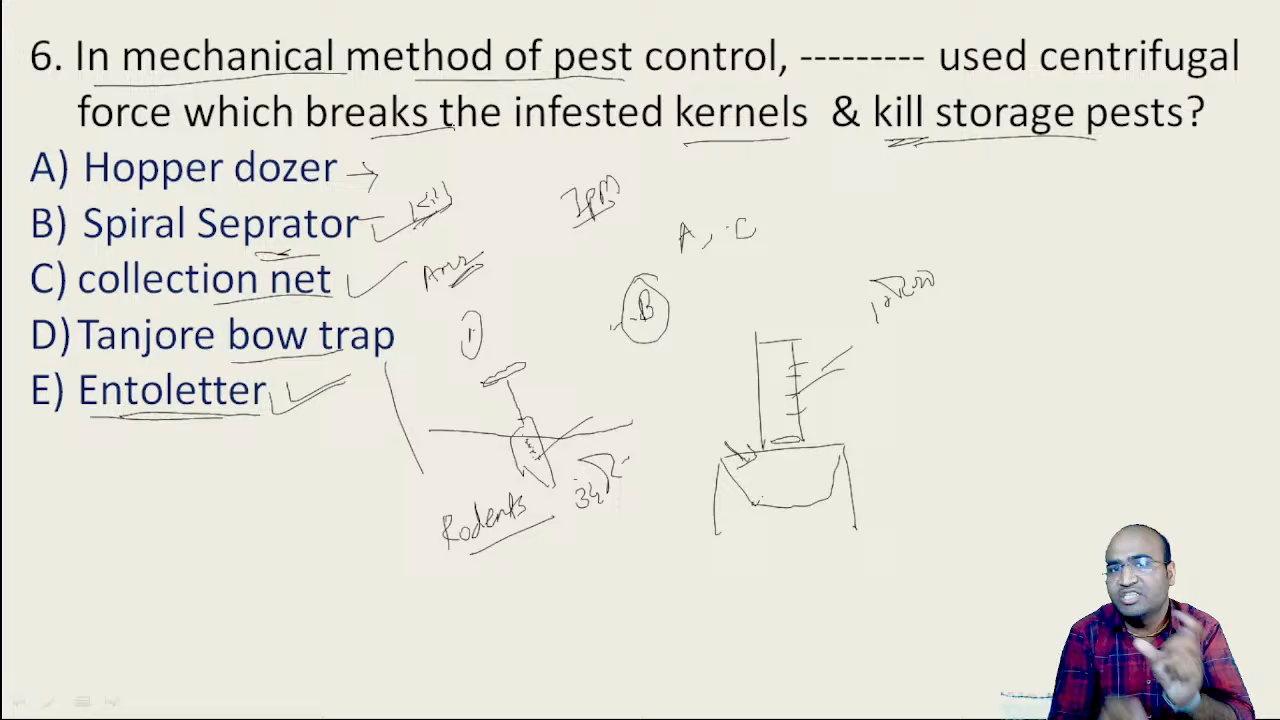 6. In mechanical method of pest control, --------- used centrifugal
force which breaks the infested kernels & kill storage pests?
A) Hopper dozer
B) Spiral Seprator
C) collection net
D) Tanjore bow trap
E) Entoletter
IPM
A, C
B
Rodents